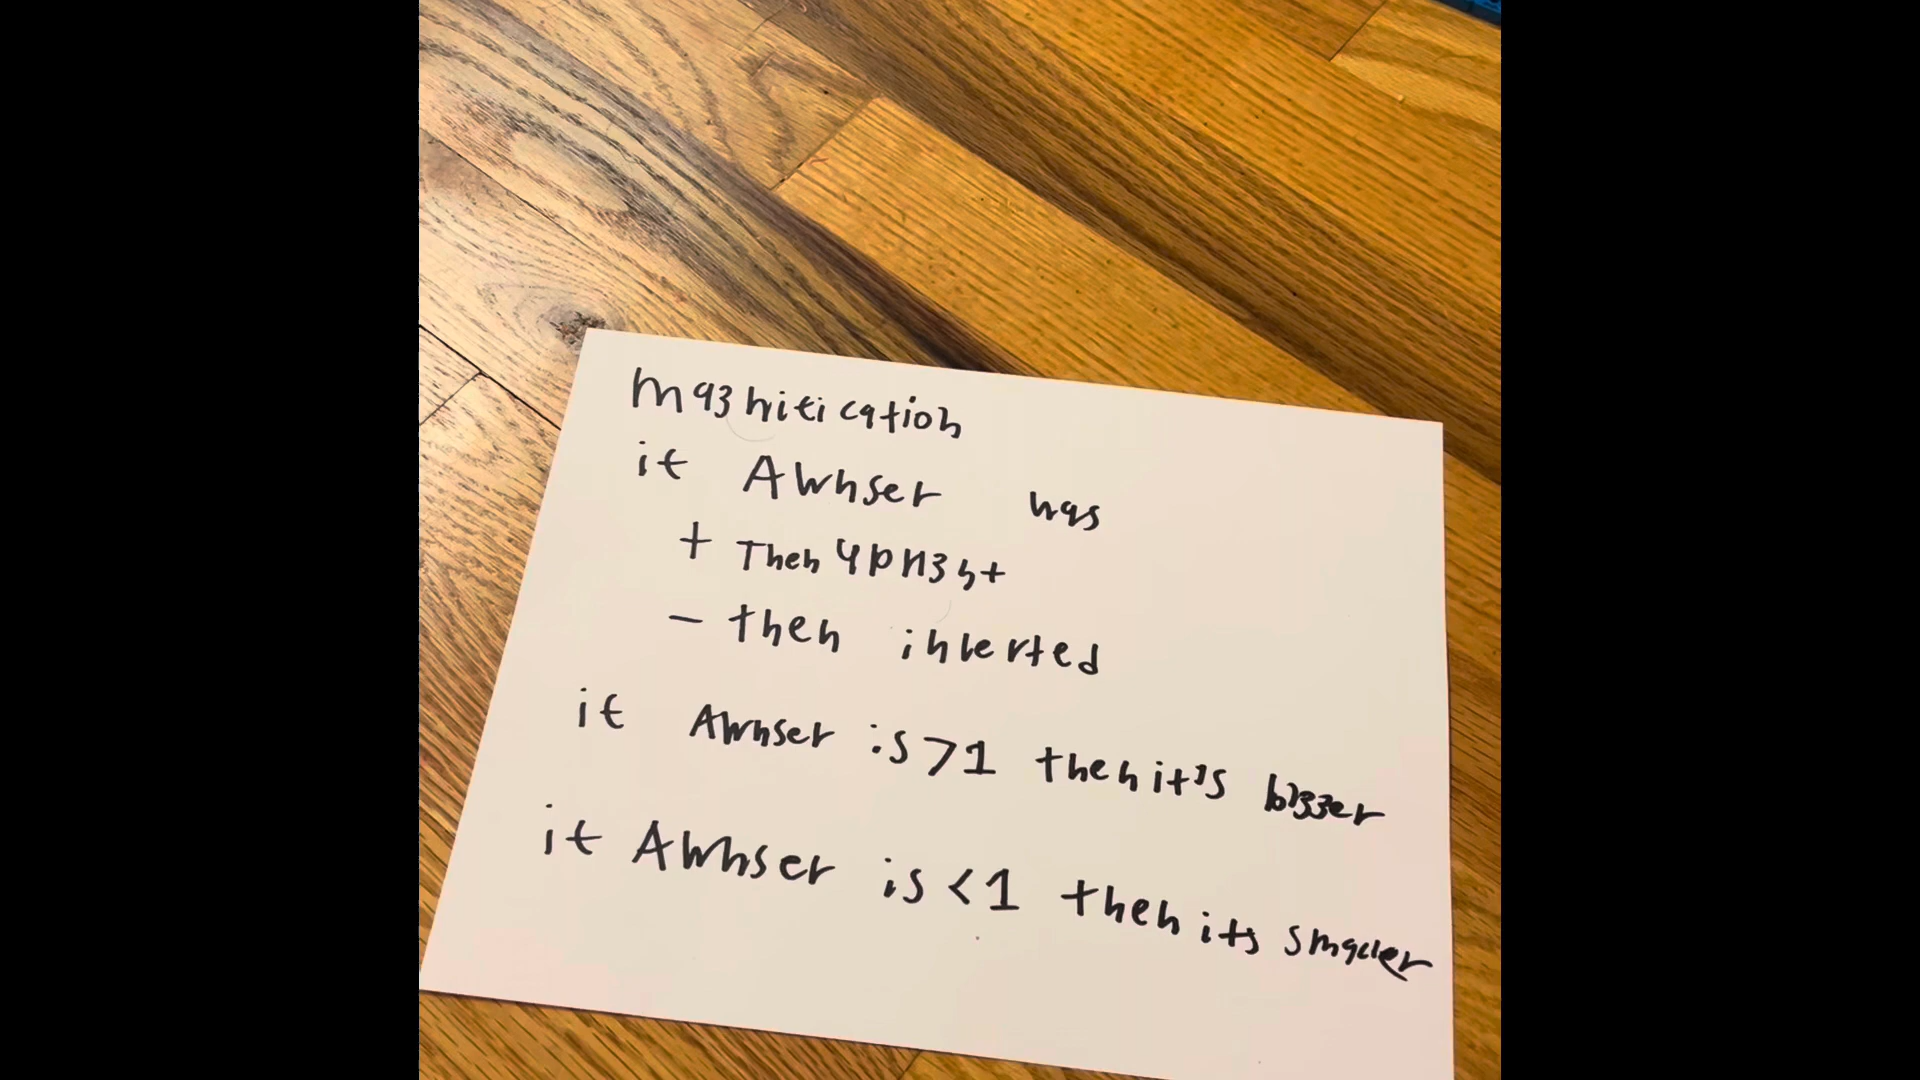 Magnification
if Awnser has
+ Then upright
- then inverted
if Awnser is >1 then it's bigger
if Awnser is <1 then its smaller